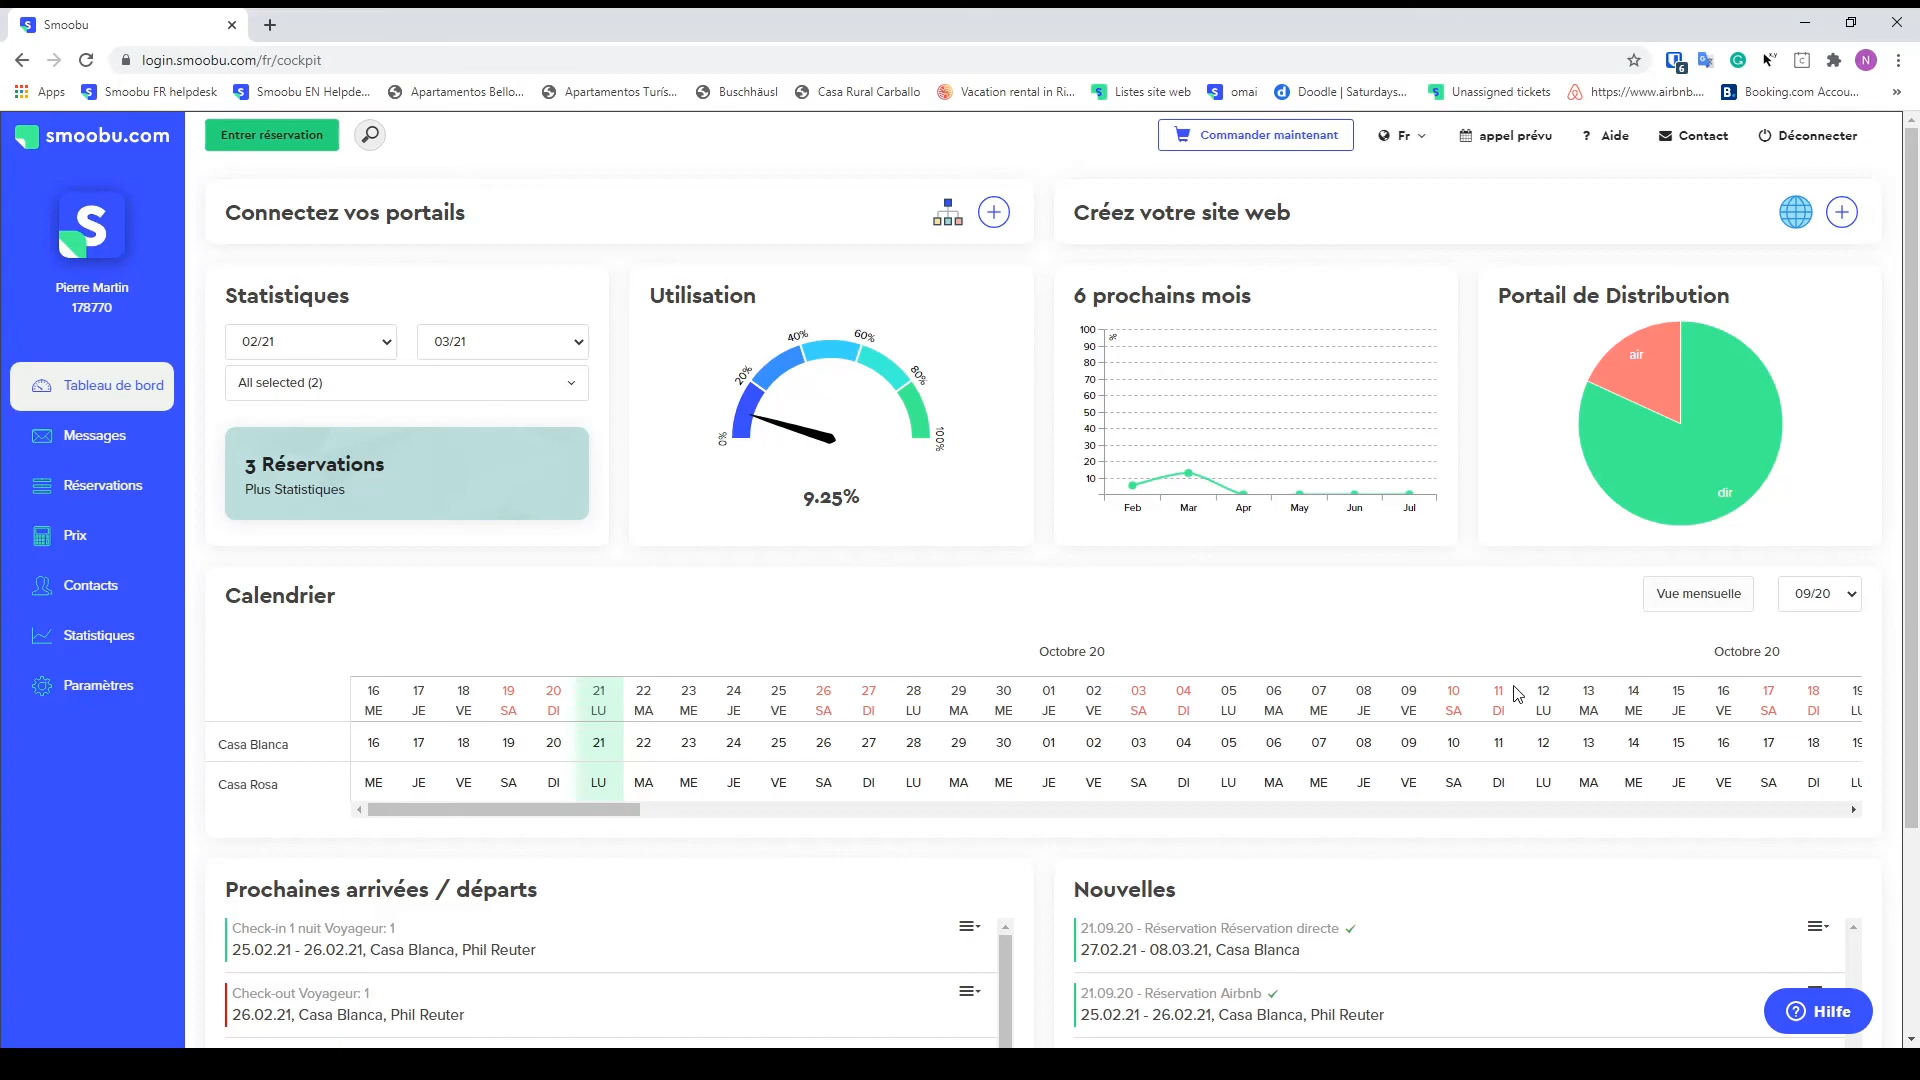 Smoobu
login.smoobu.com/fr/cockpit
Apps Smoobu FR helpdesk Smoobu EN Helpde... Apartamentos Bello... Apartamentos Turís... Buschhäusl Casa Rural Carballo Vacation rental in Ri... Listes site web omai Doodle | Saturdays... Unassigned tickets https://www.airbnb.... Booking.com Accou... »
smoobu.com
Entrer réservation
Commander maintenant
Fr
appel prévu
? Aide
Contact
Déconnecter
Pierre Martin
178770
Tableau de bord
Messages
Réservations
Prix
Contacts
Statistiques
Paramètres
Connectez vos portails
Créez votre site web
Statistiques
02/21 03/21
All selected (2)
3 Réservations
Plus Statistiques
Utilisation
0% 20% 40% 60% 80% 100%
9.25%
6 prochains mois
%
100
90
80
70
60
50
40
30
20
10
Feb Mar Apr May Jun Jul
Portail de Distribution
air
dir
Calendrier
Vue mensuelle
09/20
Octobre 20 Octobre 20
16 17 18 19 20 21 22 23 24 25 26 27 28 29 30 01 02 03 04 05 06 07 08 09 10 11 12 13 14 15 16 17 18 19
ME JE VE SA DI LU MA ME JE VE SA DI LU MA ME JE VE SA DI LU MA ME JE VE SA DI LU MA ME JE VE SA DI LU
Casa Blanca 16 17 18 19 20 21 22 23 24 25 26 27 28 29 30 01 02 03 04 05 06 07 08 09 10 11 12 13 14 15 16 17 18 19
Casa Rosa ME JE VE SA DI LU MA ME JE VE SA DI LU MA ME JE VE SA DI LU MA ME JE VE SA DI LU MA ME JE VE SA DI LU
Prochaines arrivées / départs
Check-in 1 nuit Voyageur: 1
25.02.21 - 26.02.21, Casa Blanca, Phil Reuter
Check-out Voyageur: 1
26.02.21, Casa Blanca, Phil Reuter
Nouvelles
21.09.20 - Réservation Réservation directe
27.02.21 - 08.03.21, Casa Blanca
21.09.20 - Réservation Airbnb
25.02.21 - 26.02.21, Casa Blanca, Phil Reuter
Hilfe